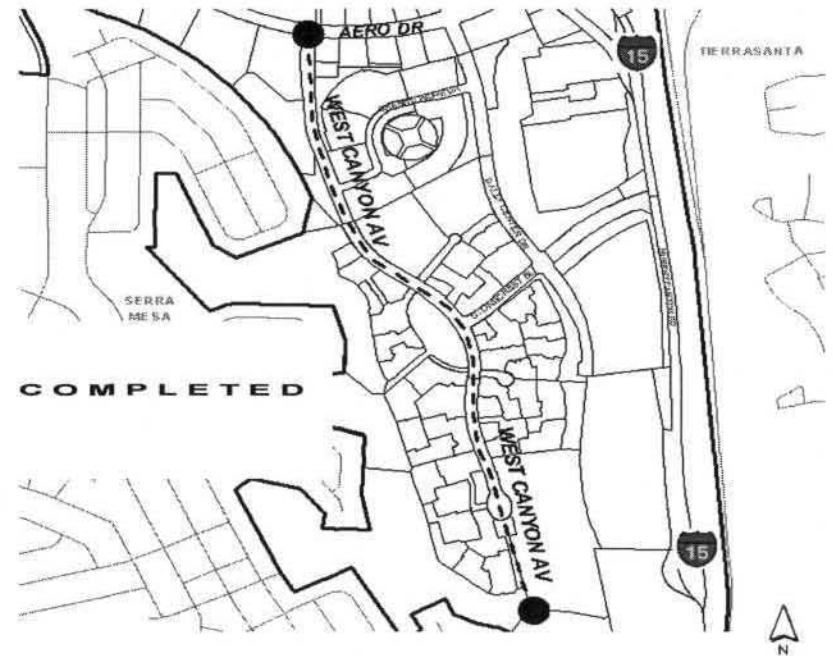 AERO DR
15
TIERRASANTA
WEST CANYON AV
SERRA
MESA
COMPLETED
WEST CANYON AV
15
N